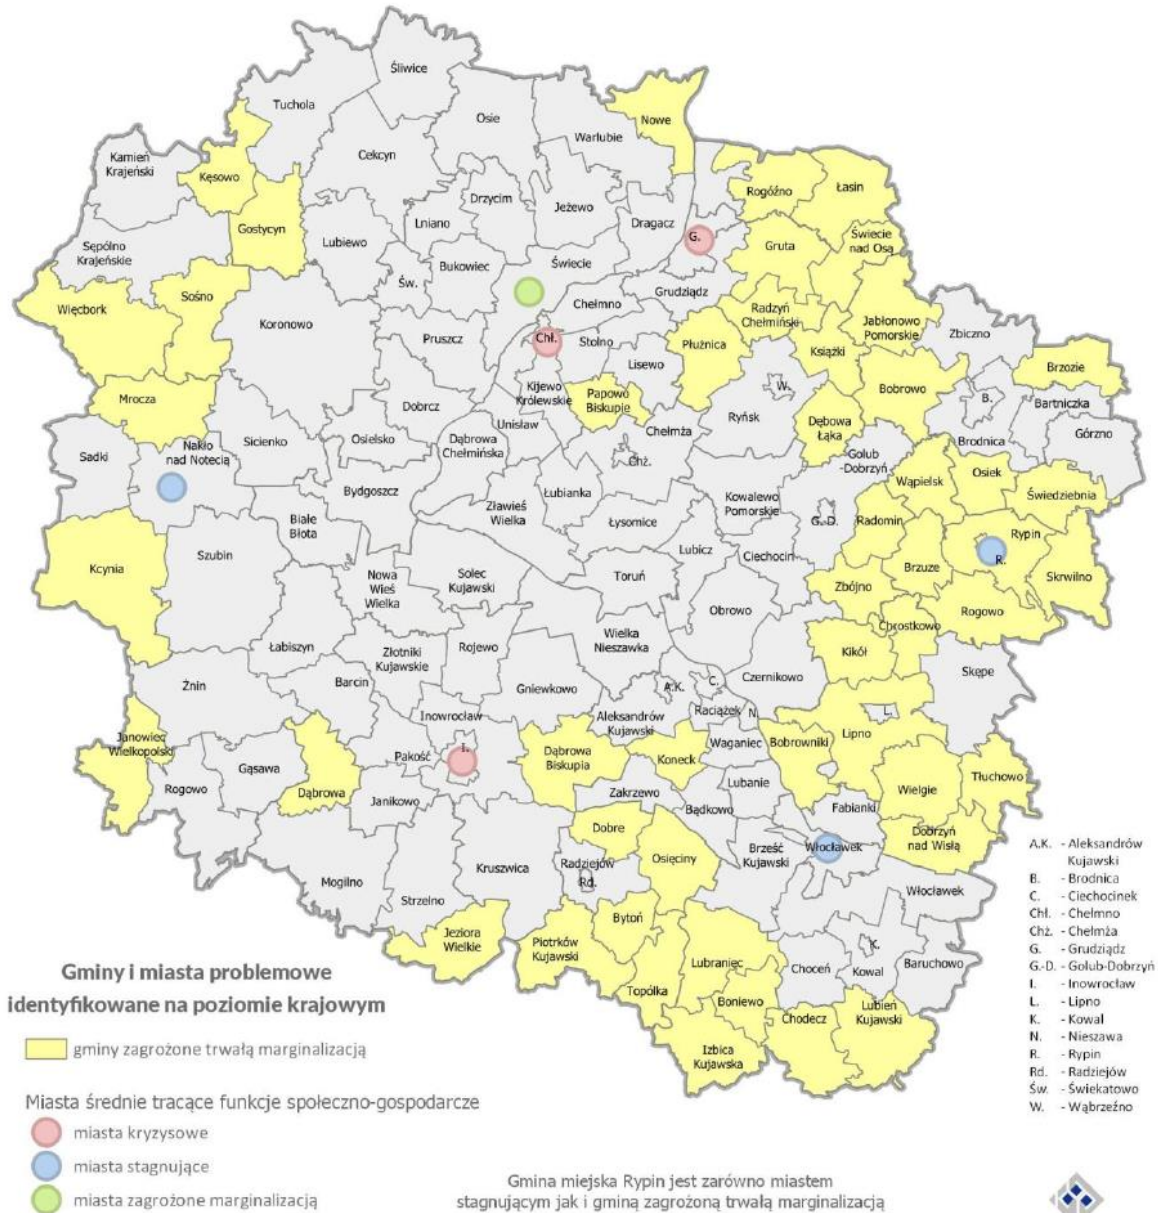 Śliwice
Tuchola
Osie
Nowe
Warlubie
Cekcyn
Kamień
Krajeński
Kęsowo
Rogóźno
Łasin
Drzycim
Jeżewo
Lniano
Dragacz
Gostycyn
Lubiewo
G.
Gruta
Świecie
nad Osą
Sępólno
Krajeńskie
Bukowiec
Świecie
Św.
Grudziądz
Sośno
Więcbork
Chełmno
Radzyń
Chełmiński
Koronowo
Jabłonowo
Pomorskie
Zbiczno
Pruszcz
Chł.
Stolno
Płużnica
Książki
Lisewo
Brzozie
Kijewo
Królewskie
Papowo
Biskupie
W.
Bobrowo
B.
Bartniczka
Mrocza
Dobrcz
Ryńsk
Unisław
Chełmża
Dębowa
Łąka
Górzno
Sicienko
Osielsko
Dąbrowa
Chełmińska
Brodnica
Sadki
Nakło
nad Notecią
Golub
-Dobrzyń
Chż.
Osiek
Wąpielsk
Bydgoszcz
Łubianka
Kowalewo
Pomorskie
Świedziebnia
Zławieś
Wielka
Białe
Błota
Łysomice
G.-D.
Radomin
Rypin
Szubin
Lubicz
Ciechocin
R.
Kcynia
Nowa
Wieś
Wielka
Solec
Kujawski
Toruń
Brzuze
Skrwilno
Zbójno
Obrowo
Rogowo
Chrostkowo
Łabiszyn
Złotniki
Kujawskie
Rojewo
Wielka
Nieszawka
Kikół
Skępe
Żnin
Barcin
Gniewkowo
A.K.
C.
Czernikowo
Raciążek
N.
L.
Inowrocław
Aleksandrów
Kujawski
Janowiec
Wielkopolski
I.
Waganiec
Bobrowniki
Lipno
Pakość
Dąbrowa
Biskupia
Koneck
Gąsawa
Tłuchowo
Rogowo
Dąbrowa
Lubanie
Wielgie
Janikowo
Zakrzewo
Bądkowo
Fabianki
Dobre
Dobrzyń
nad Wisłą
Brześć
Kujawski
Włocławek
Osięciny
Kruszwica
Radziejów
Rd.
Mogilno
Włocławek
Strzelno
Bytoń
Jeziora
Wielkie
Piotrków
Kujawski
K.
Lubraniec
Choceń
Kowal
Baruchowo
Topólka
Boniewo
Chodecz
Lubień
Kujawski
Izbica
Kujawska
A.K. - Aleksandrów
Kujawski
B. - Brodnica
C. - Ciechocinek
Chł. - Chełmno
Chż. - Chełmża
G. - Grudziądz
G.-D. - Golub-Dobrzyń
I. - Inowrocław
L. - Lipno
K. - Kowal
N. - Nieszawa
R. - Rypin
Rd. - Radziejów
Św. - Świekatowo
W. - Wąbrzeźno
Gminy i miasta problemowe
identyfikowane na poziomie krajowym
gminy zagrożone trwałą marginalizacją
Miasta średnie tracące funkcje społeczno-gospodarcze
miasta kryzysowe
miasta stagnujące
miasta zagrożone marginalizacją
Gmina miejska Rypin jest zarówno miastem
stagnującym jak i gminą zagrożoną trwałą marginalizacją